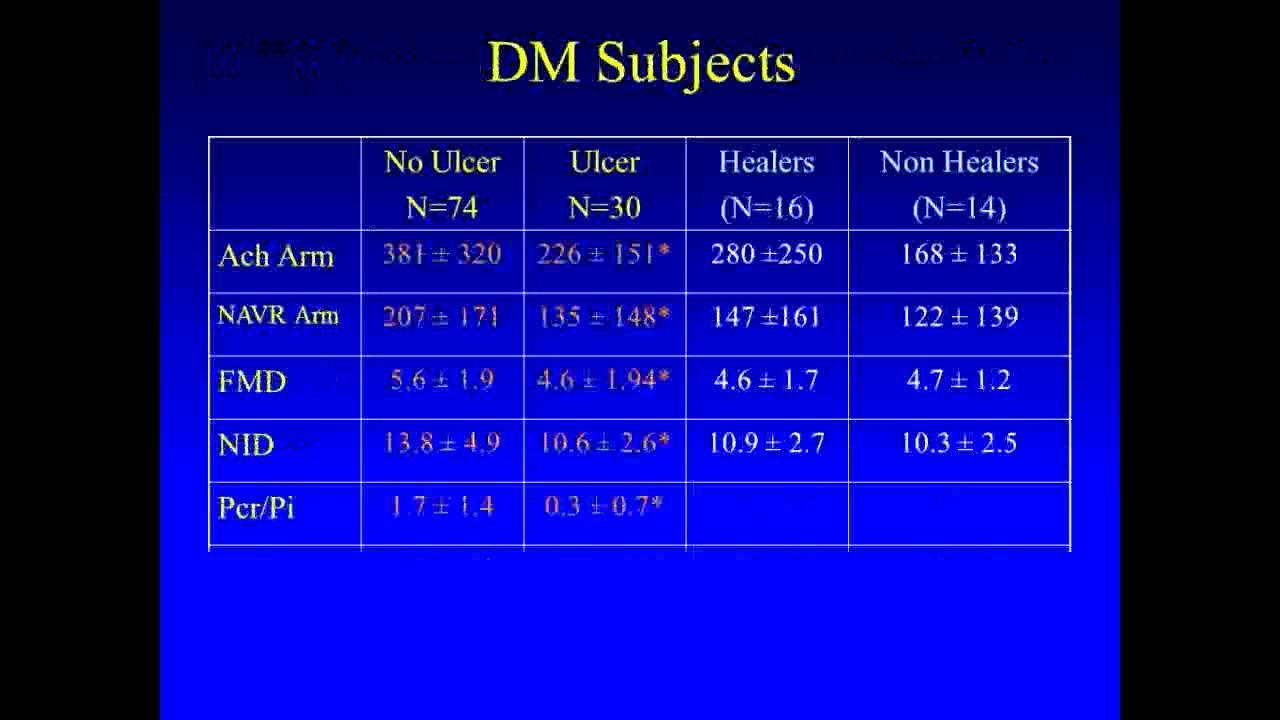 DM Subjects
No Ulcer Ulcer Healers Non Healers
N=74 N=30 (N=16) (N=14)
Ach Arm 381 ± 320 226 ± 151* 280 ±250 168 ± 133
NAVR Arm 207 ± 171 135 ± 148* 147 ±161 122 ± 139
FMD 5.6 ± 1.9 4.6 ± 1.94* 4.6 ± 1.7 4.7 ± 1.2
NID 13.8 ± 4.9 10.6 ± 2.6* 10.9 ± 2.7 10.3 ± 2.5
Pcr/Pi 1.7 ± 1.4 0.3 ± 0.7*